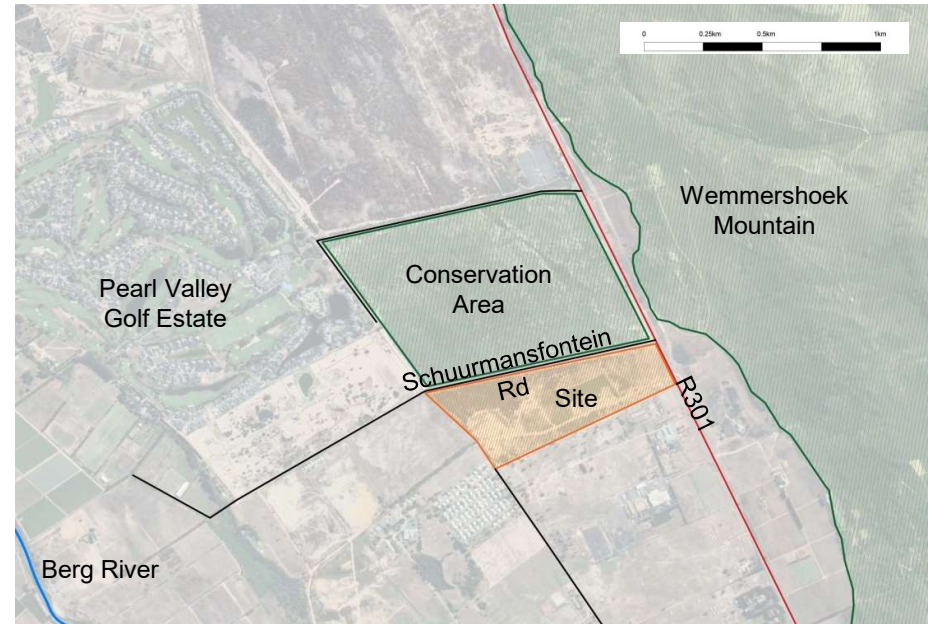 0 0.25km 0.5km 1km
Wemmershoek
Mountain
Conservation
Area
Pearl Valley
Golf Estate
Schuurmansfontein
Rd
Site
R301
Berg River